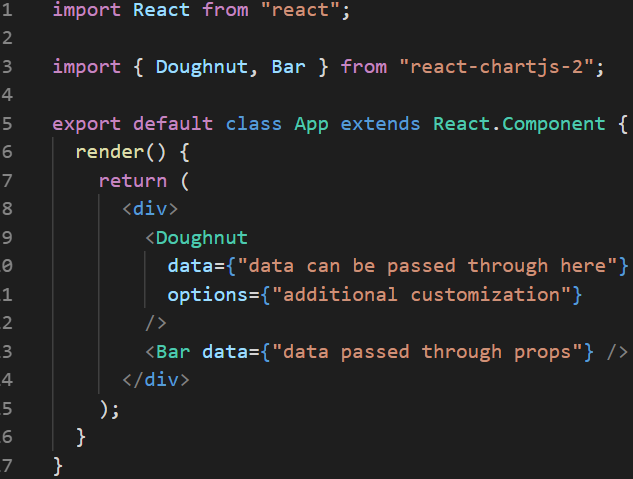 1 import React from "react";
2
3 import { Doughnut, Bar } from "react-chartjs-2";
4
5 export default class App extends React.Component {
6   render() {
7     return (
8       <div>
9         <Doughnut
0           data={"data can be passed through here"}
1           options={"additional customization"}
2         />
3         <Bar data={"data passed through props"} />
4       </div>
5     );
6   }
7 }